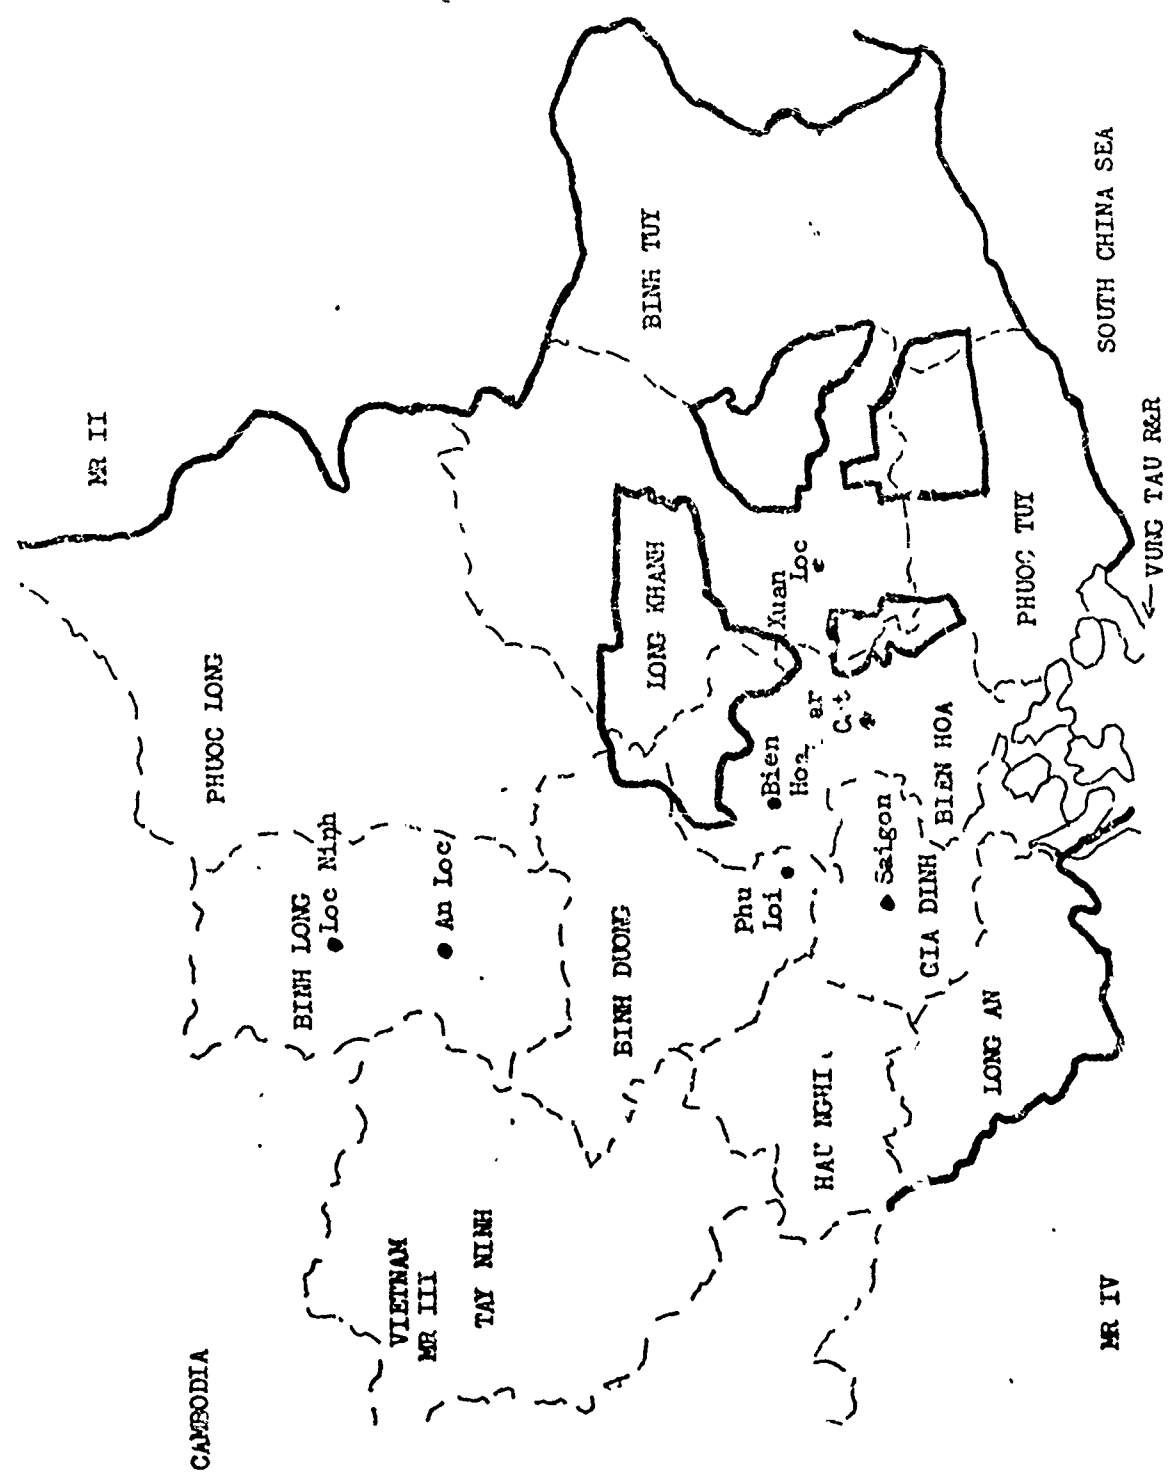 MR II
CAMBODIA
PHUOC LONG
BINH LONG
Loc Ninh
VIETNAM
MR III
An Loc
TAY NINH
BINH DUONG
BINH TUY
LONG KHANH
Phu
Loi
Bien
Hoa
Xuan
Loc
HAU NGHI
Saigon
GIA DINH
BIEN HOA
LONG AN
PHUOC TUY
SOUTH CHINA SEA
MR IV
VUNG TAU R&R